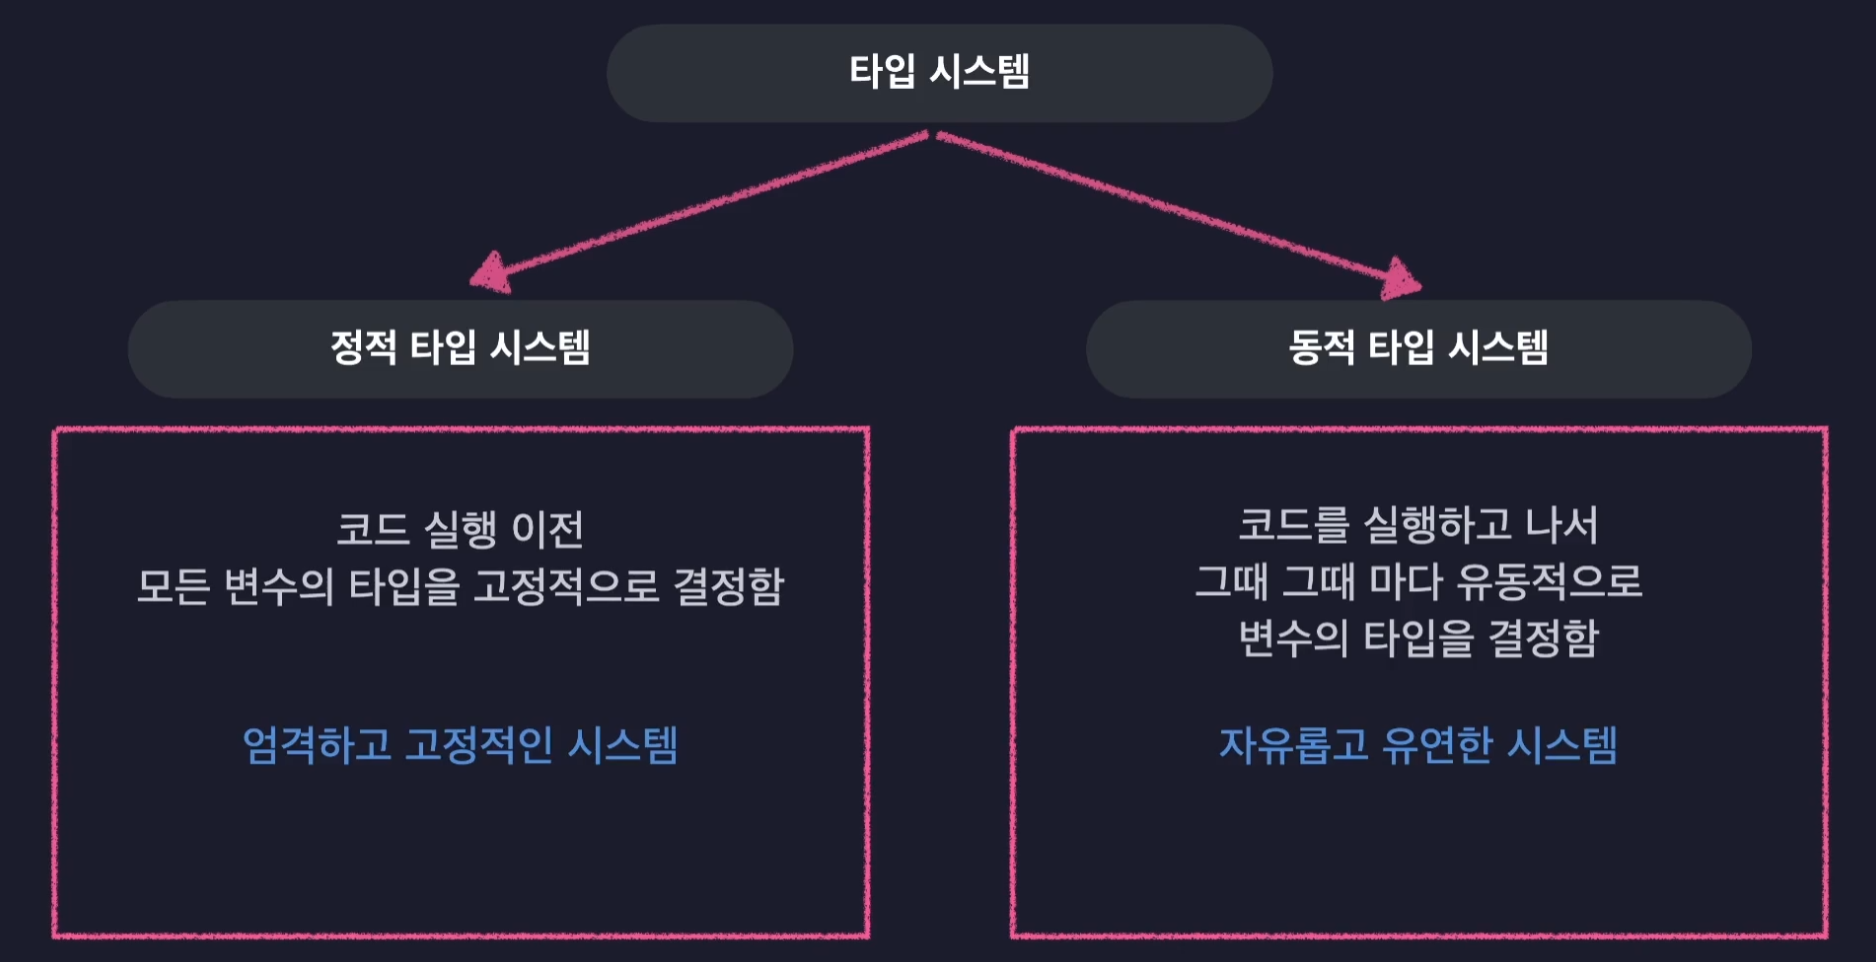 타입 시스템
정적 타입 시스템
코드 실행 이전
모든 변수의 타입을 고정적으로 결정함
엄격하고 고정적인 시스템
동적 타입 시스템
코드를 실행하고 나서
그때 그때 마다 유동적으로
변수의 타입을 결정함
자유롭고 유연한 시스템